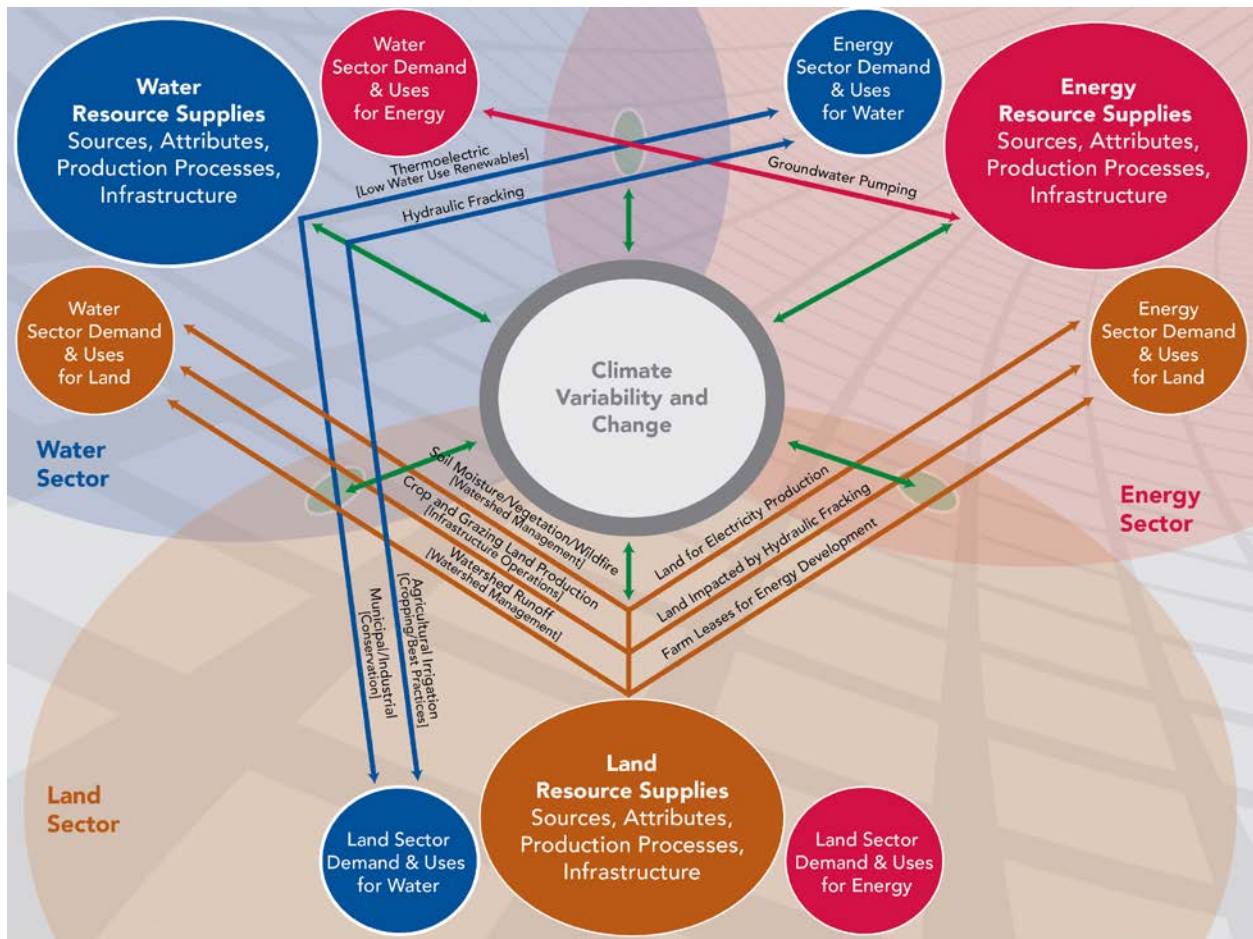 Water
Resource Supplies
Sources, Attributes,
Production Processes,
Infrastructure
Water
Sector Demand
& Uses
for Energy
Energy
Sector Demand
& Uses
for Water
Energy
Resource Supplies
Sources, Attributes,
Production Processes,
Infrastructure
Thermoelectric
[Low Water Use Renewables]
Hydraulic Fracking
Groundwater Pumping
Water
Sector Demand
& Uses
for Land
Climate
Variability and
Change
Energy
Sector Demand
& Uses
for Land
Water
Sector
Energy
Sector
Soil Moisture/Vegetation/Wildfire
[Watershed Management]
Crop and Grazing Land Production
[Infrastructure Operations]
Watershed Runoff
[Watershed Management]
Land for Electricity Production
Land Impacted by Hydraulic Fracking
Farm Leases for Energy Development
Municipal/Industrial
[Conservation]
Agricultural Irrigation
[Cropping/Best Practices]
Land
Sector
Land Sector
Demand & Uses
for Water
Land
Resource Supplies
Sources, Attributes,
Production Processes,
Infrastructure
Land Sector
Demand & Uses
for Energy